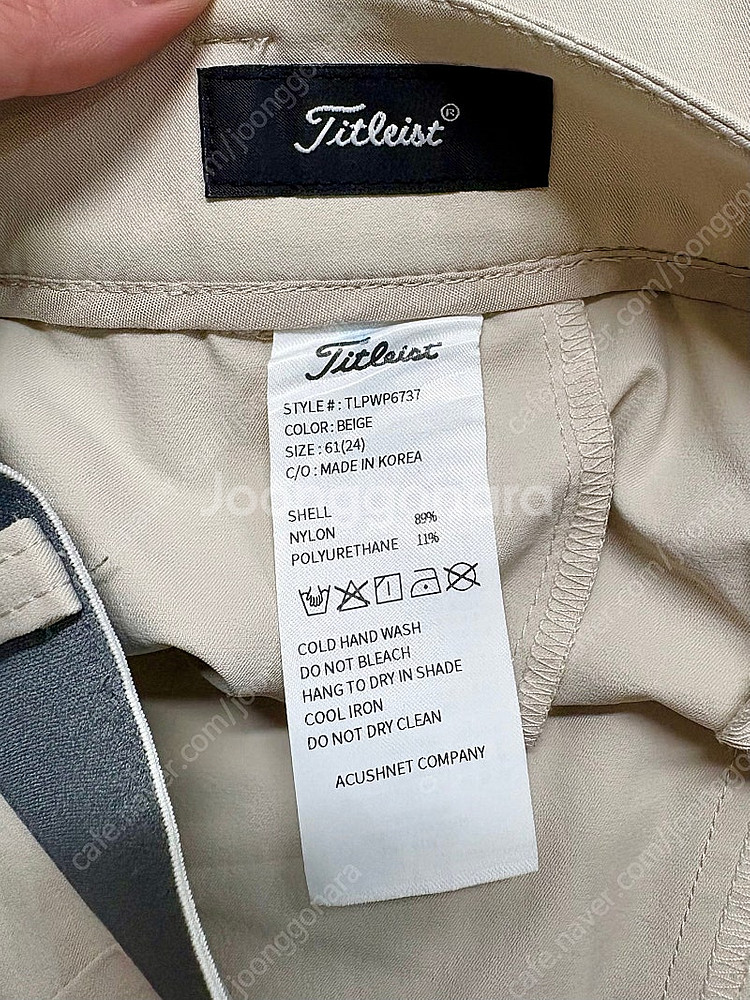 Titleist®
Titleist
STYLE # : TLPWP6737
COLOR : BEIGE
SIZE : 61(24)
C/O : MADE IN KOREA
SHELL
NYLON 89%
POLYURETHANE 11%
COLD HAND WASH
DO NOT BLEACH
HANG TO DRY IN SHADE
COOL IRON
DO NOT DRY CLEAN
ACUSHNET COMPANY
Joonggonara
cafe.naver.com/joonggonara